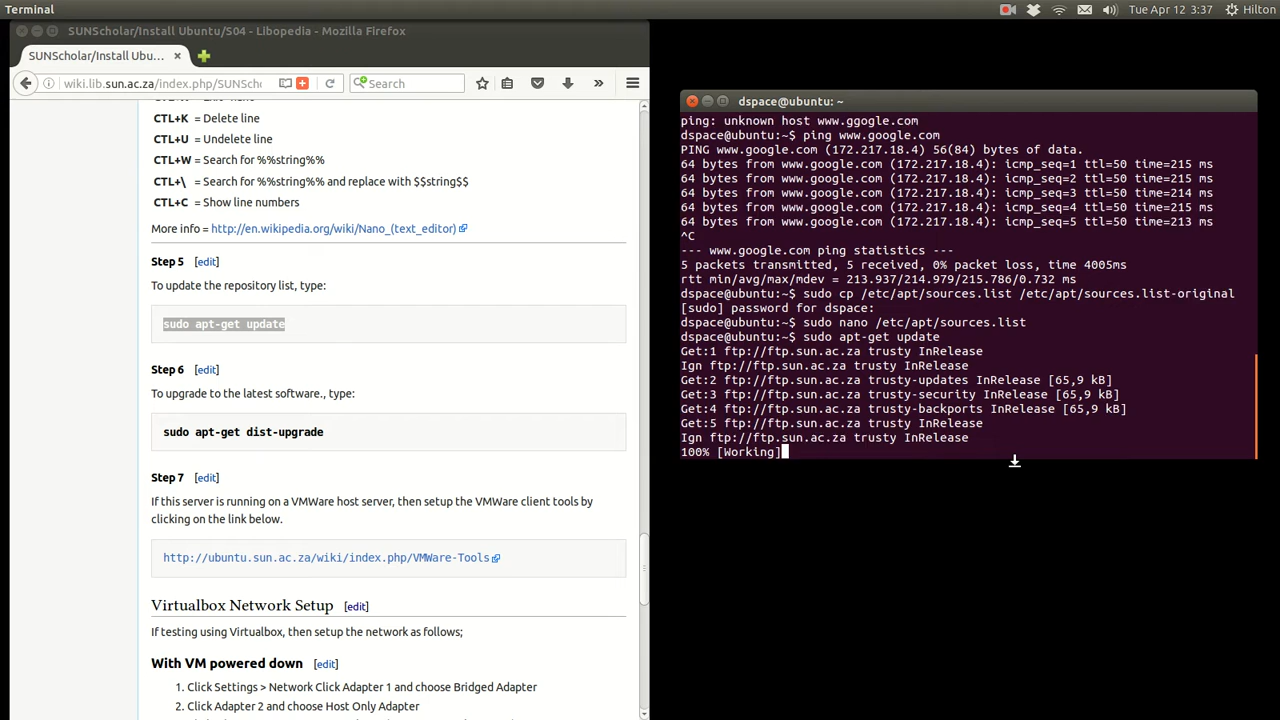 Terminal
Tue Apr 12 3:37
Hilton
SUNScholar/Install Ubuntu/S04 - Libopedia - Mozilla Firefox
SUNScholar/Install Ubu…
wiki.lib.sun.ac.za/index.php/SUNSch
Search
CTL+K = Delete line
CTL+U = Undelete line
CTL+W = Search for %%string%%
CTL+\ = Search for %%string%% and replace with $$string$$
CTL+C = Show line numbers
More info = http://en.wikipedia.org/wiki/Nano_(text_editor)
Step 5 [edit]
To update the repository list, type:
sudo apt-get update
Step 6 [edit]
To upgrade to the latest software., type:
sudo apt-get dist-upgrade
Step 7 [edit]
If this server is running on a VMWare host server, then setup the VMWare client tools by
clicking on the link below.
http://ubuntu.sun.ac.za/wiki/index.php/VMWare-Tools
Virtualbox Network Setup [edit]
If testing using Virtualbox, then setup the network as follows;
With VM powered down [edit]
1. Click Settings > Network Click Adapter 1 and choose Bridged Adapter
2. Click Adapter 2 and choose Host Only Adapter
dspace@ubuntu: ~
ping: unknown host www.ggoogle.com
dspace@ubuntu:~$ ping www.google.com
PING www.google.com (172.217.18.4) 56(84) bytes of data.
64 bytes from www.google.com (172.217.18.4): icmp_seq=1 ttl=50 time=215 ms
64 bytes from www.google.com (172.217.18.4): icmp_seq=2 ttl=50 time=215 ms
64 bytes from www.google.com (172.217.18.4): icmp_seq=3 ttl=50 time=214 ms
64 bytes from www.google.com (172.217.18.4): icmp_seq=4 ttl=50 time=215 ms
64 bytes from www.google.com (172.217.18.4): icmp_seq=5 ttl=50 time=213 ms
^C
--- www.google.com ping statistics ---
5 packets transmitted, 5 received, 0% packet loss, time 4005ms
rtt min/avg/max/mdev = 213.937/214.979/215.786/0.732 ms
dspace@ubuntu:~$ sudo cp /etc/apt/sources.list /etc/apt/sources.list-original
[sudo] password for dspace:
dspace@ubuntu:~$ sudo nano /etc/apt/sources.list
dspace@ubuntu:~$ sudo apt-get update
Get:1 ftp://ftp.sun.ac.za trusty InRelease
Ign ftp://ftp.sun.ac.za trusty InRelease
Get:2 ftp://ftp.sun.ac.za trusty-updates InRelease [65,9 kB]
Get:3 ftp://ftp.sun.ac.za trusty-security InRelease [65,9 kB]
Get:4 ftp://ftp.sun.ac.za trusty-backports InRelease [65,9 kB]
Get:5 ftp://ftp.sun.ac.za trusty InRelease
Ign ftp://ftp.sun.ac.za trusty InRelease
100% [Working]